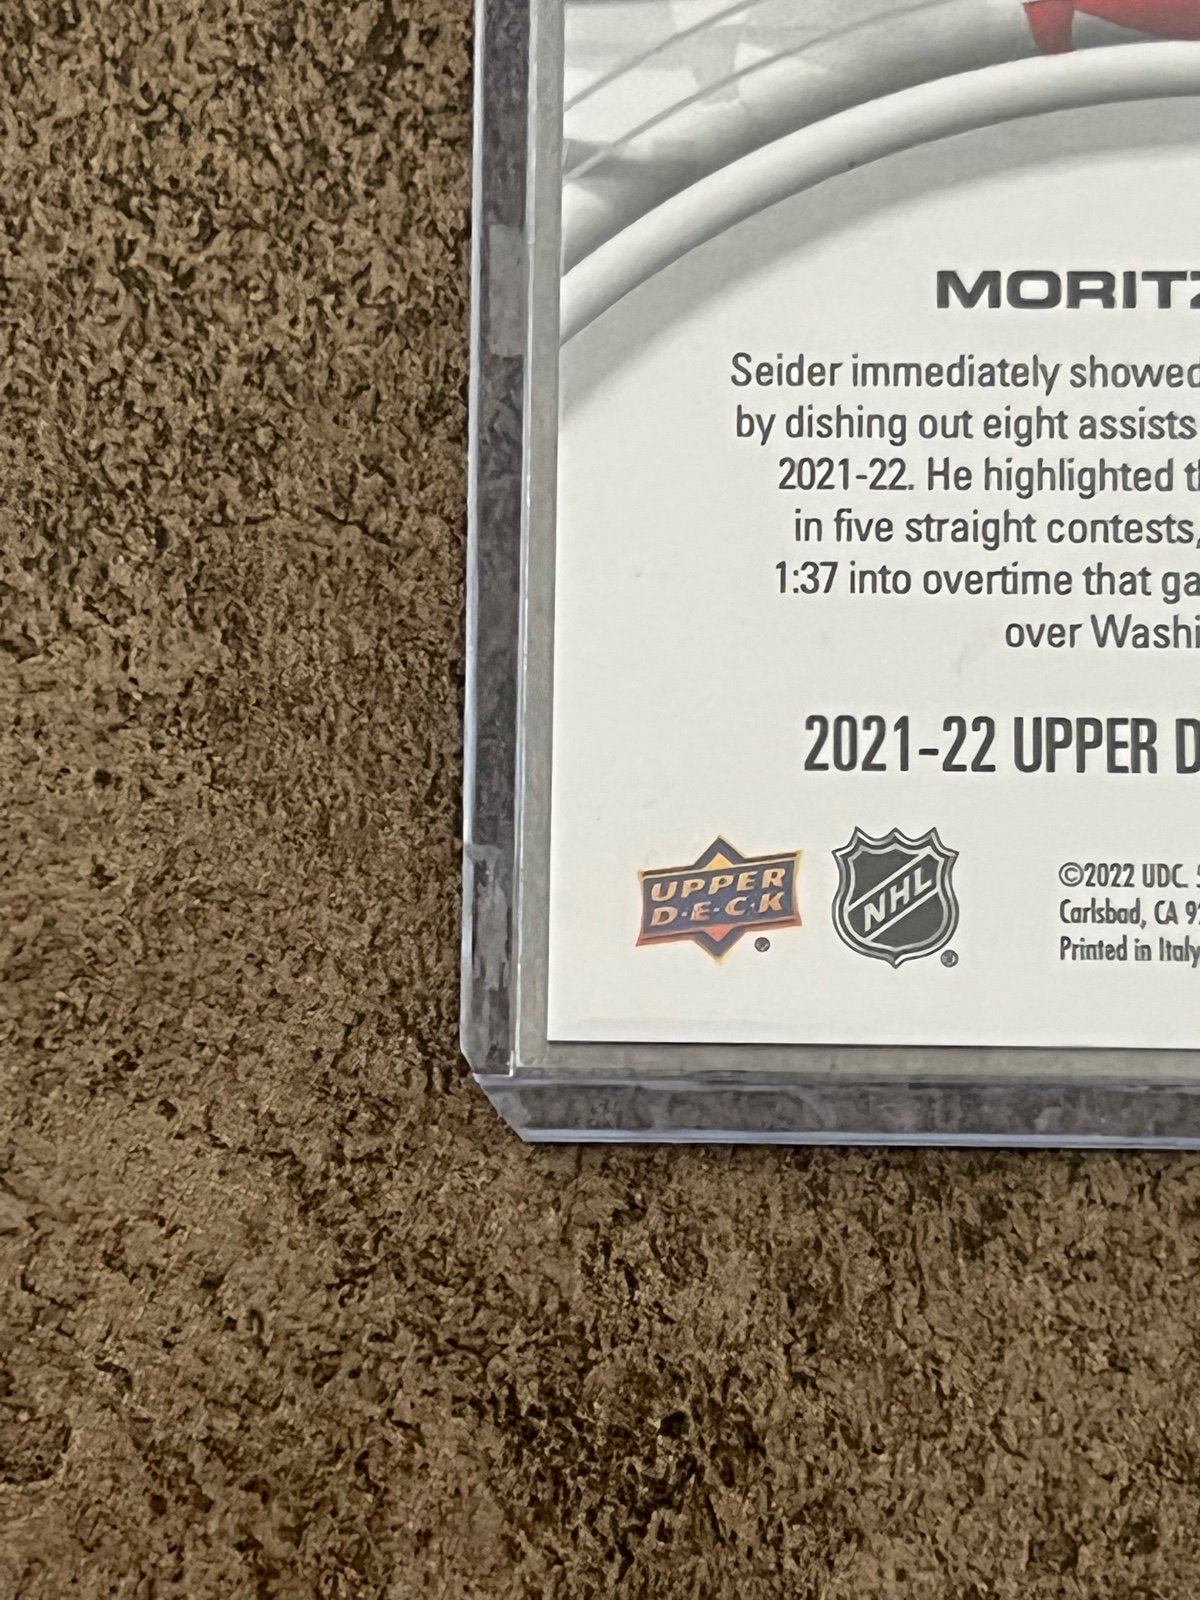 MORITZ
Seider immediately showed
by dishing out eight assists
2021-22. He highlighted
in five straight contests,
1:37 into overtime that
over
2021-22 UPPER
UPPER
D·E·C·K
NHL
©2022 UDC.
Carlsbad, CA
Printed in Italy